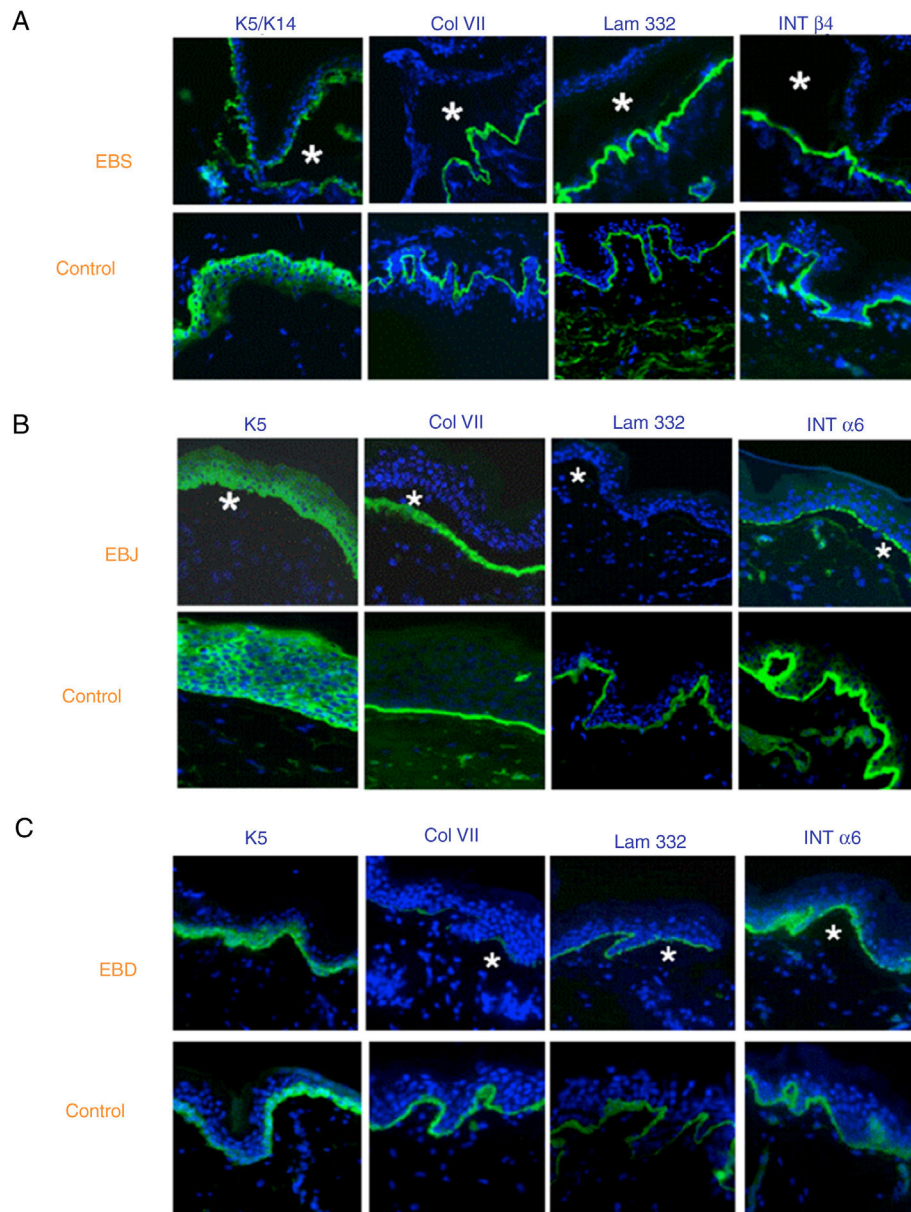 A
K5/K14 Col VII Lam 332 INT β4
EBS
Control
B
K5 Col VII Lam 332 INT α6
EBJ
Control
C
K5 Col VII Lam 332 INT α6
EBD
Control